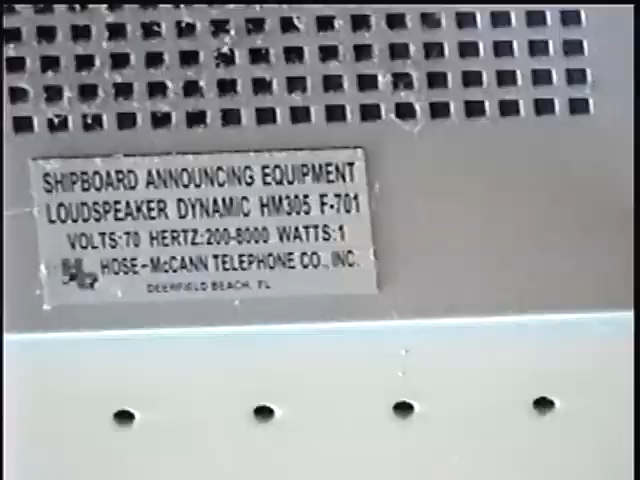 SHIPBOARD ANNOUNCING EQUIPMENT
LOUDSPEAKER DYNAMIC HM305 F-701
VOLTS:70 HERTZ:200-6000 WATTS:1
HOSE-McCANN TELEPHONE CO., INC.
DEERFIELD BEACH, FL